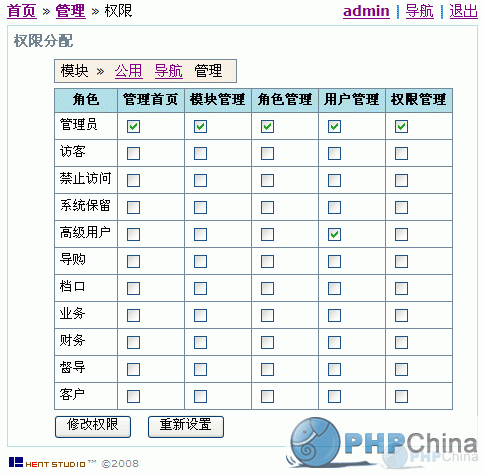 首页 » 管理 » 权限 admin | 导航 | 退出
权限分配
模块 » 公用 导航 管理
角色 管理首页 模块管理 角色管理 用户管理 权限管理
管理员
访客
禁止访问
系统保留
高级用户
导购
档口
业务
财务
督导
客户
修改权限 重新设置
HENT STUDIO™ ©2008
PHPChina
PHPChina